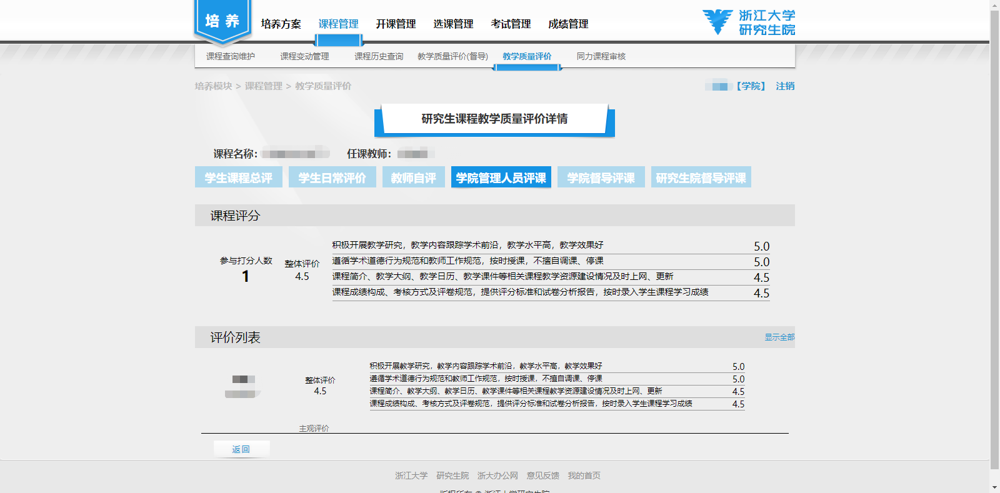 培养
培养方案 课程管理 开课管理 选课管理 考试管理 成绩管理
浙江大学
研究生院
课程查询维护 课程变动管理 课程历史查询 教学质量评价(督导) 教学质量评价 同力课程审核
培养模块 > 课程管理 > 教学质量评价
【学院】 注销
研究生课程教学质量评价详情
课程名称： 任课教师：
学生课程总评 学生日常评价 教师自评 学院管理人员评课 学院督导评课 研究生院督导评课
课程评分
参与打分人数
1
整体评价
4.5
积极开展教学研究，教学内容跟踪学术前沿，教学水平高，教学效果好 5.0
遵循学术道德行为规范和教师工作规范，按时授课，不擅自调课、停课 5.0
课程简介、教学大纲、教学日历、教学课件等相关课程教学资源建设情况及时上网、更新 4.5
课程成绩构成、考核方式及评卷规范，提供评分标准和试卷分析报告，按时录入学生课程学习成绩 4.5
评价列表 显示全部
整体评价
4.5
积极开展教学研究，教学内容跟踪学术前沿，教学水平高，教学效果好 5.0
遵循学术道德行为规范和教师工作规范，按时授课，不擅自调课、停课 5.0
课程简介、教学大纲、教学日历、教学课件等相关课程教学资源建设情况及时上网、更新 4.5
课程成绩构成、考核方式及评卷规范，提供评分标准和试卷分析报告，按时录入学生课程学习成绩 4.5
主观评价
返回
浙江大学 研究生院 浙大办公网 意见反馈 我的首页
版权所有 © 浙江大学研究生院